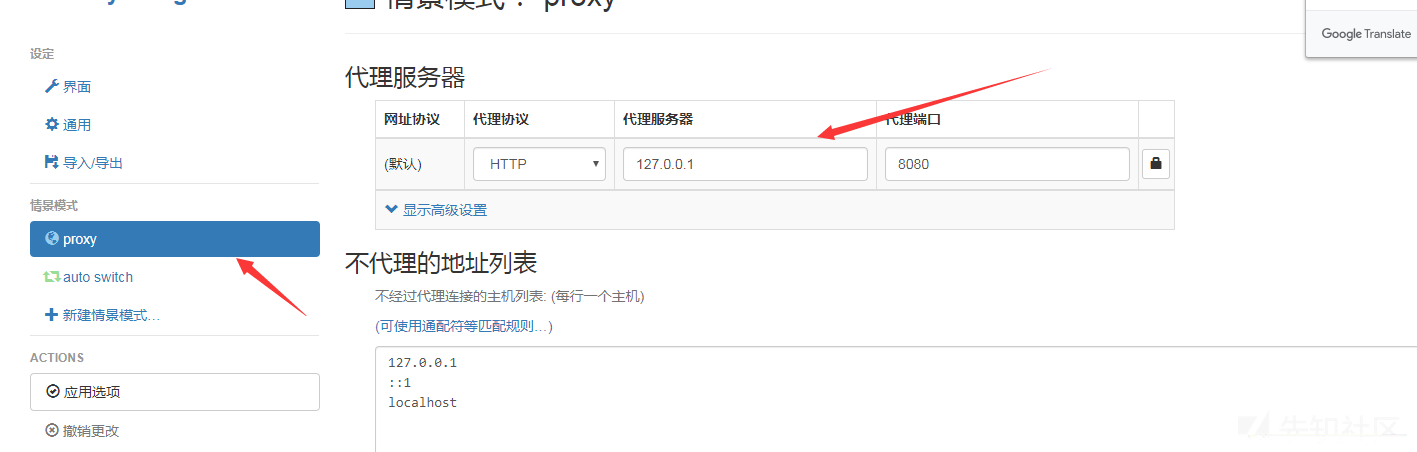 情景模式：proxy
Google Translate
设定
界面
通用
导入/导出
情景模式
proxy
auto switch
新建情景模式...
ACTIONS
应用选项
撤销更改
代理服务器
网址协议 代理协议 代理服务器 代理端口
(默认) HTTP 127.0.0.1 8080
显示高级设置
不代理的地址列表
不经过代理连接的主机列表: (每行一个主机)
(可使用通配符等匹配规则...)
127.0.0.1
::1
localhost
先知社区